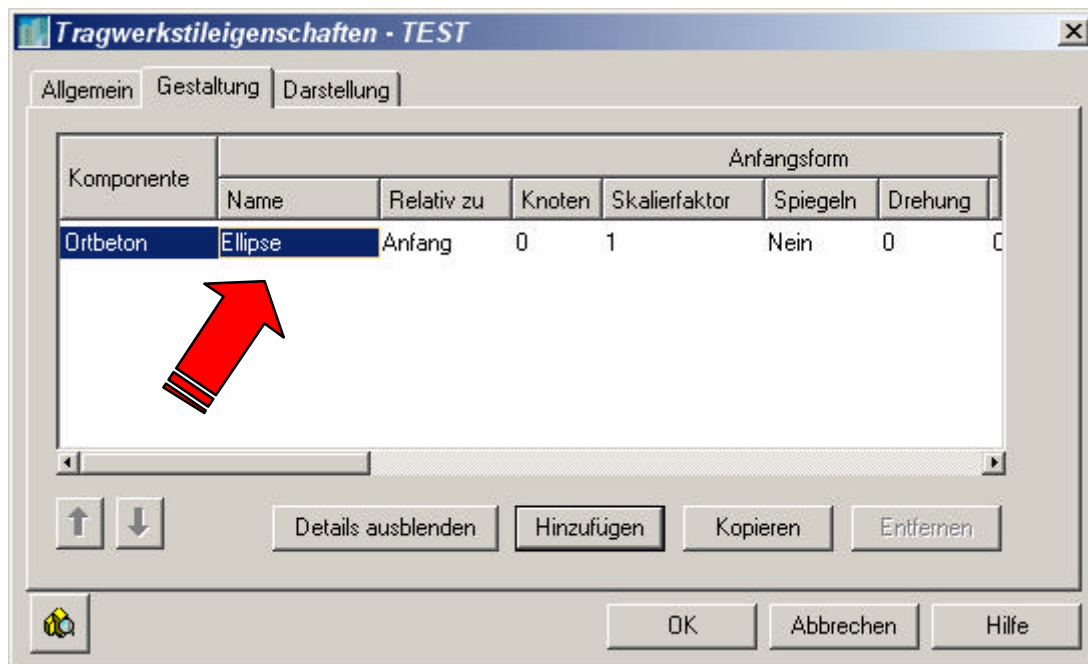 Tragwerkstileigenschaften - TEST
Allgemein Gestaltung Darstellung
Komponente Anfangsform
Name Relativ zu Knoten Skalierfaktor Spiegeln Drehung
Ortbeton Ellipse Anfang 0 1 Nein 0
Details ausblenden Hinzufügen Kopieren Entfernen
OK Abbrechen Hilfe